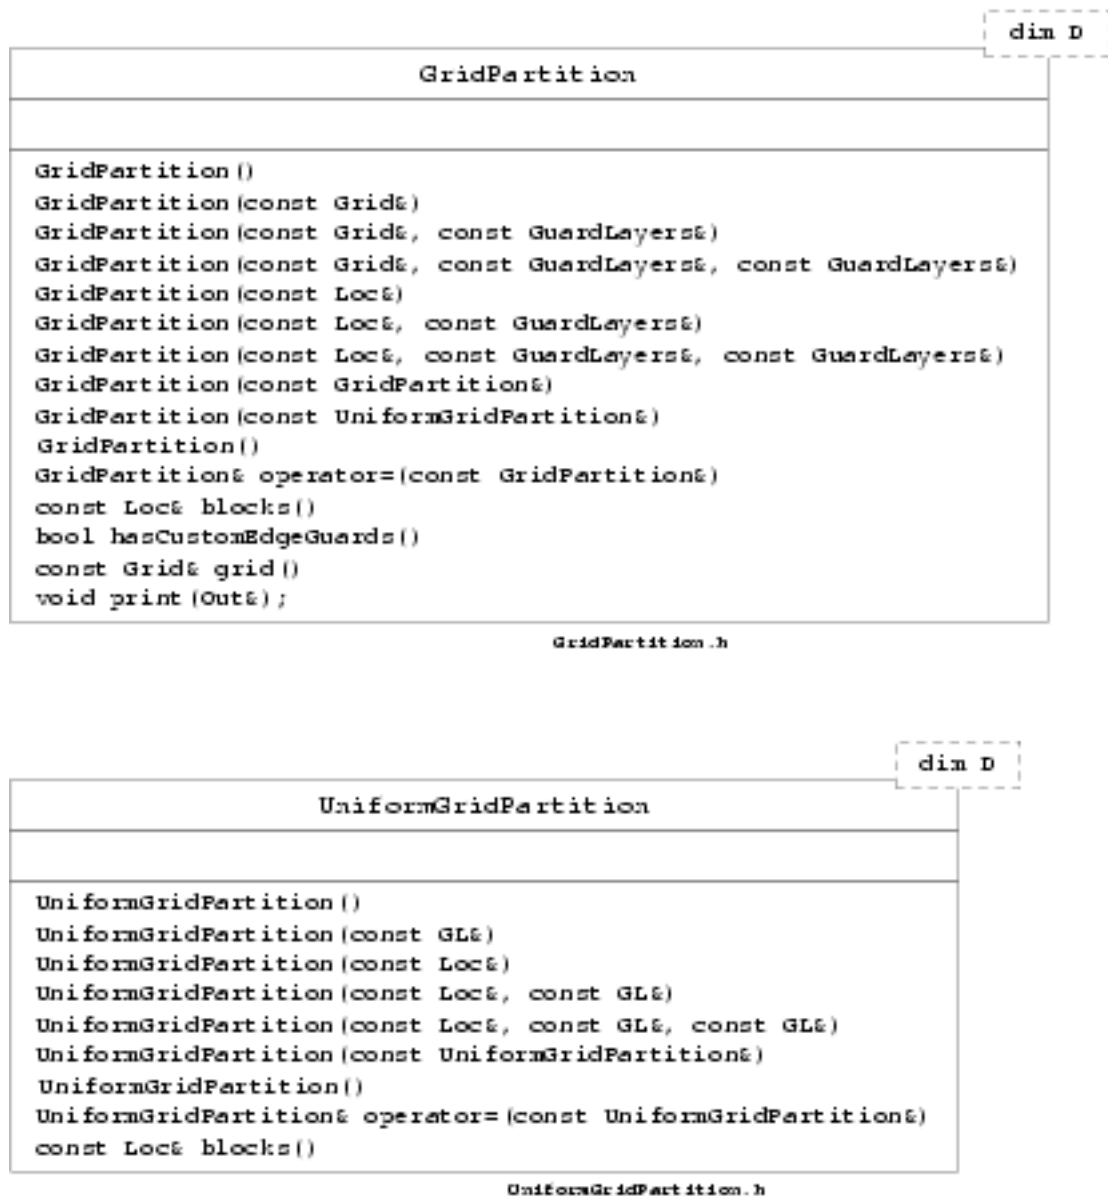 dim D
GridPartition
GridPartition()
GridPartition(const Grid&)
GridPartition(const Grid&, const GuardLayers&)
GridPartition(const Grid&, const GuardLayers&, const GuardLayers&)
GridPartition(const Loc&)
GridPartition(const Loc&, const GuardLayers&)
GridPartition(const Loc&, const GuardLayers&, const GuardLayers&)
GridPartition(const GridPartition&)
GridPartition(const UniformGridPartition&)
GridPartition()
GridPartition& operator=(const GridPartition&)
const Loc& blocks()
bool hasCustomEdgeGuards()
const Grid& grid()
void print(Out&);
GridPartition.h
dim D
UniformGridPartition
UniformGridPartition()
UniformGridPartition(const GL&)
UniformGridPartition(const Loc&)
UniformGridPartition(const Loc&, const GL&)
UniformGridPartition(const Loc&, const GL&, const GL&)
UniformGridPartition(const UniformGridPartition&)
UniformGridPartition()
UniformGridPartition& operator=(const UniformGridPartition&)
const Loc& blocks()
UniformGridPartition.h